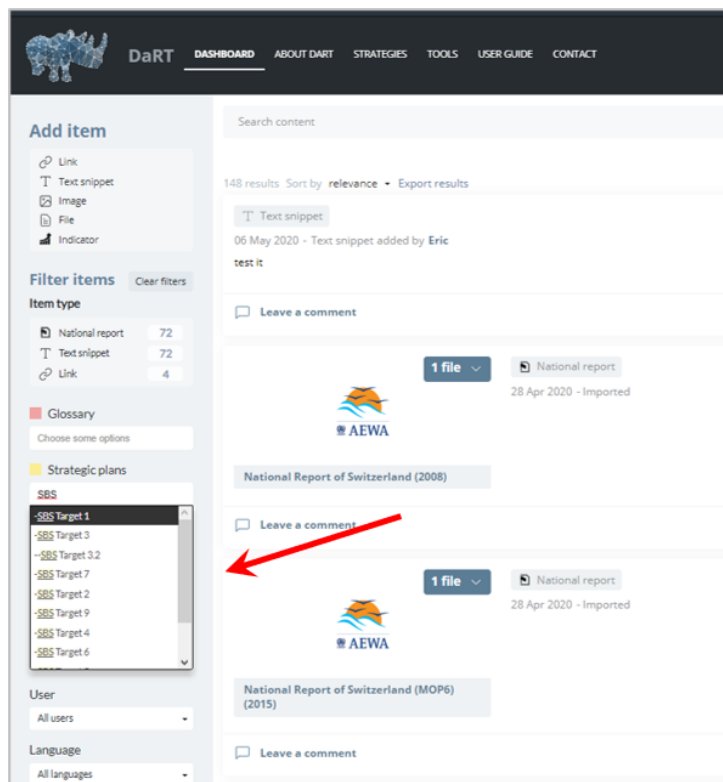 DaRT DASHBOARD ABOUT DART STRATEGIES TOOLS USER GUIDE CONTACT
Add item
Link
Text snippet
Image
File
Indicator
Filter items Clear filters
Item type
National report 72
Text snippet 72
Link 4
Glossary
Choose some options
Strategic plans
SBS
-SBS Target 1
-SBS Target 3
--SBS Target 3.2
-SBS Target 7
-SBS Target 2
-SBS Target 9
-SBS Target 4
-SBS Target 6
User
All users
Language
All languages
Search content
148 results Sort by relevance Export results
T Text snippet
06 May 2020 - Text snippet added by Eric
test it
Leave a comment
1 file
National report
28 Apr 2020 - Imported
AEWA
National Report of Switzerland (2008)
Leave a comment
1 file
National report
28 Apr 2020 - Imported
AEWA
National Report of Switzerland (MOP6)
(2015)
Leave a comment